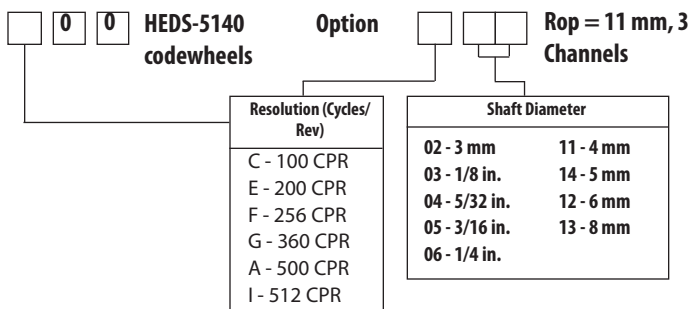 0 0 HEDS-5140 Option Rop = 11 mm, 3
codewheels Channels
Resolution (Cycles/
Rev)
C - 100 CPR
E - 200 CPR
F - 256 CPR
G - 360 CPR
A - 500 CPR
I - 512 CPR
Shaft Diameter
02 - 3 mm 11 - 4 mm
03 - 1/8 in. 14 - 5 mm
04 - 5/32 in. 12 - 6 mm
05 - 3/16 in. 13 - 8 mm
06 - 1/4 in.